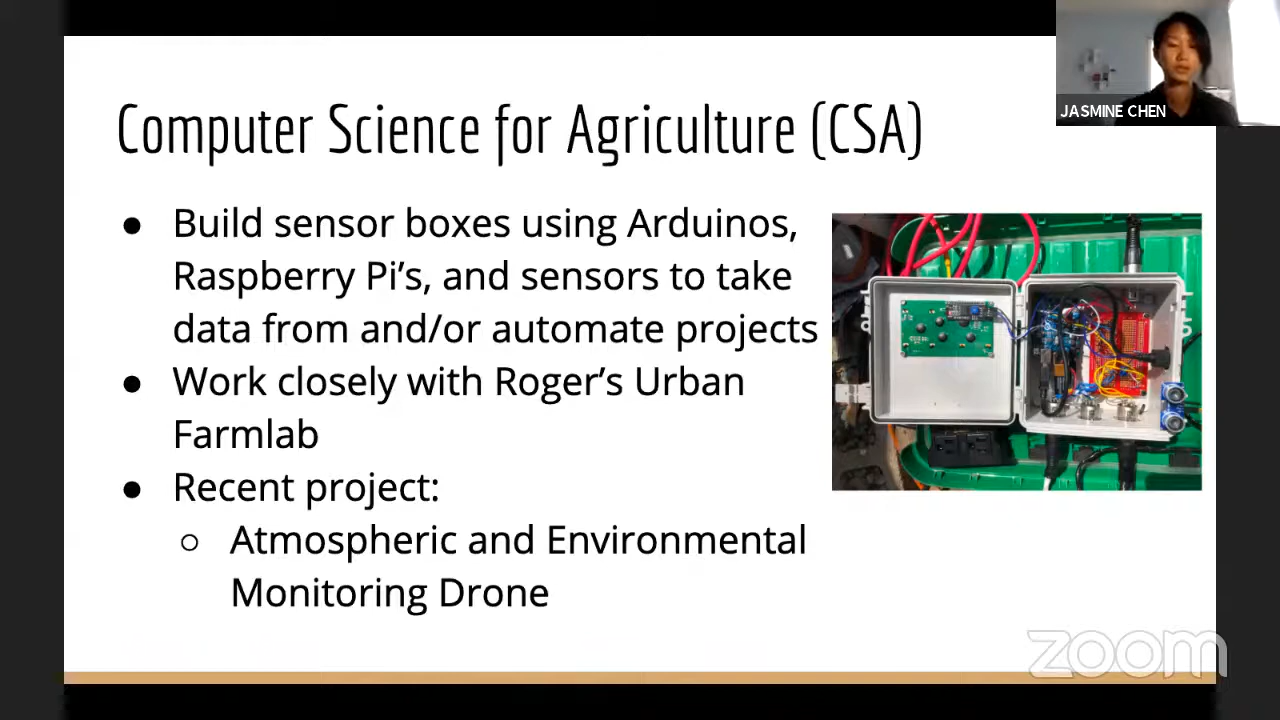 JASMINE CHEN
Computer Science for Agriculture (CSA)
● Build sensor boxes using Arduinos,
Raspberry Pi’s, and sensors to take
data from and/or automate projects
● Work closely with Roger’s Urban
Farmlab
● Recent project:
○ Atmospheric and Environmental
Monitoring Drone
zoom